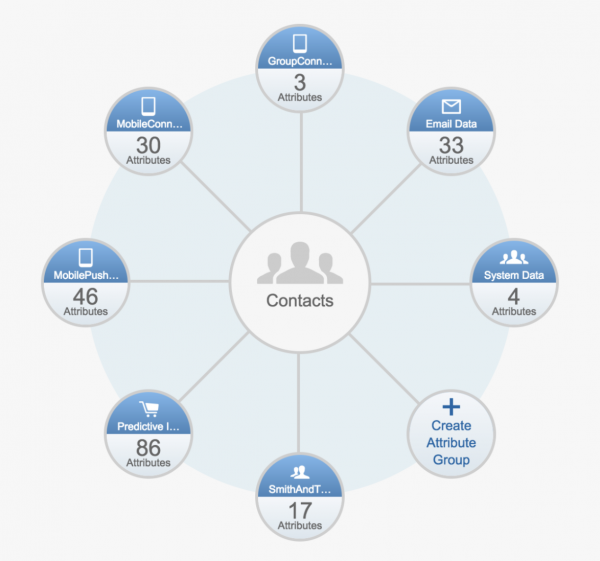 GroupConn...
3
Attributes
Email Data
33
Attributes
System Data
4
Attributes
Create
Attribute
Group
SmithAndT...
17
Attributes
Predictive I...
86
Attributes
MobilePush...
46
Attributes
MobileConn...
30
Attributes
Contacts